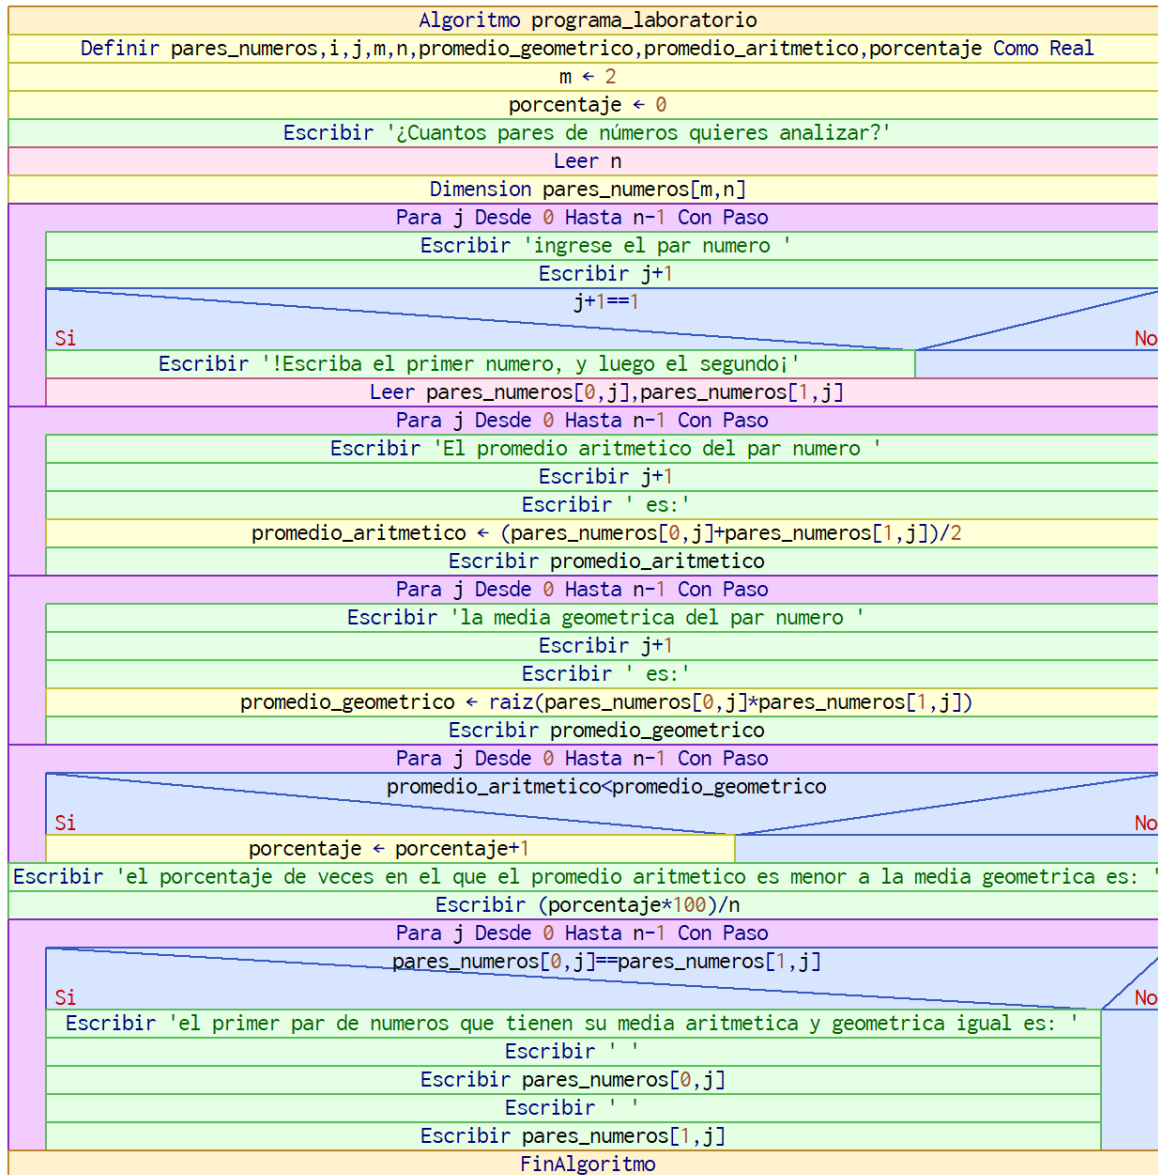 Algoritmo programa_laboratorio
Definir pares_numeros,i,j,m,n,promedio_geometrico,promedio_aritmetico,porcentaje Como Real
m ← 2
porcentaje ← 0
Escribir '¿Cuantos pares de números quieres analizar?'
Leer n
Dimension pares_numeros[m,n]
Para j Desde 0 Hasta n-1 Con Paso
Escribir 'ingrese el par numero '
Escribir j+1
j+1==1
Si No
Escribir '!Escriba el primer numero, y luego el segundo¡'
Leer pares_numeros[0,j],pares_numeros[1,j]
Para j Desde 0 Hasta n-1 Con Paso
Escribir 'El promedio aritmetico del par numero '
Escribir j+1
Escribir ' es:'
promedio_aritmetico ← (pares_numeros[0,j]+pares_numeros[1,j])/2
Escribir promedio_aritmetico
Para j Desde 0 Hasta n-1 Con Paso
Escribir 'la media geometrica del par numero '
Escribir j+1
Escribir ' es:'
promedio_geometrico ← raiz(pares_numeros[0,j]*pares_numeros[1,j])
Escribir promedio_geometrico
Para j Desde 0 Hasta n-1 Con Paso
promedio_aritmetico<promedio_geometrico
Si No
porcentaje ← porcentaje+1
Escribir 'el porcentaje de veces en el que el promedio aritmetico es menor a la media geometrica es: '
Escribir (porcentaje*100)/n
Para j Desde 0 Hasta n-1 Con Paso
pares_numeros[0,j]==pares_numeros[1,j]
Si No
Escribir 'el primer par de numeros que tienen su media aritmetica y geometrica igual es: '
Escribir ' '
Escribir pares_numeros[0,j]
Escribir ' '
Escribir pares_numeros[1,j]
FinAlgoritmo